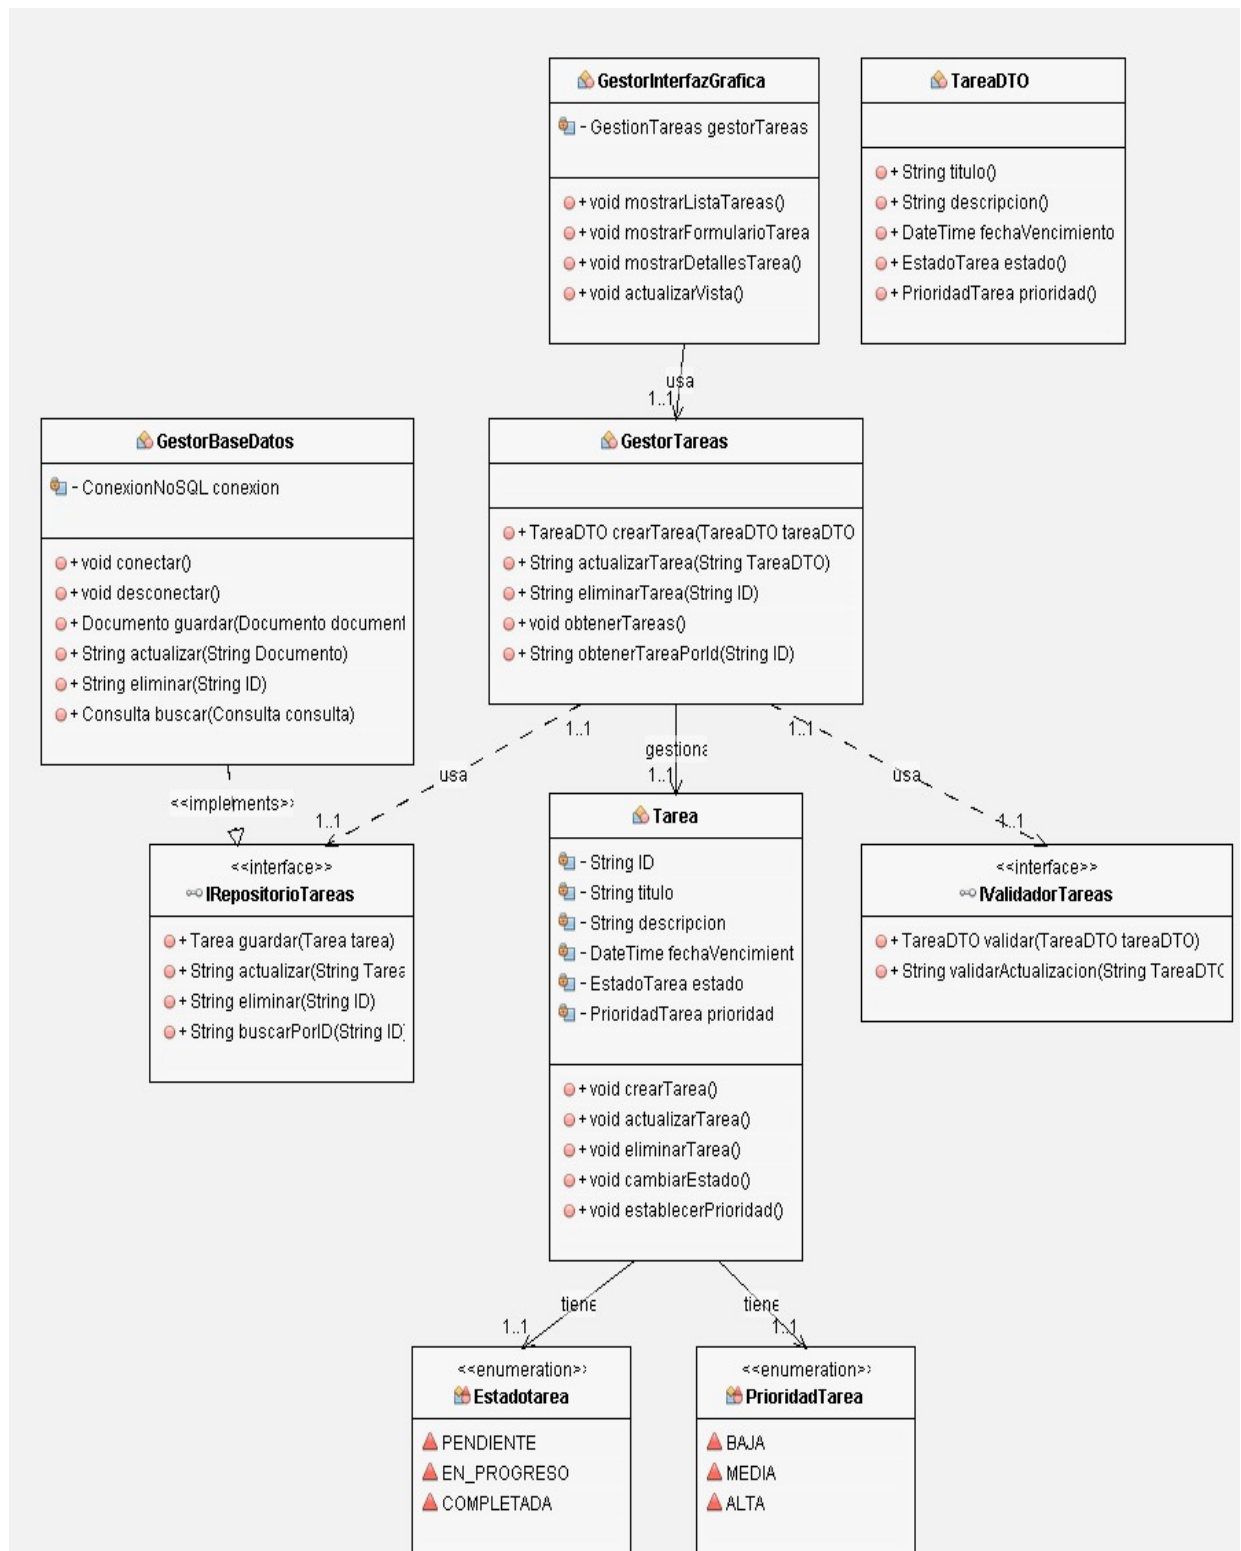 GestorInterfazGrafica
- GestionTareas gestorTareas
+ void mostrarListaTareas()
+ void mostrarFormularioTarea
+ void mostrarDetallesTarea()
+ void actualizarVista()
TareaDTO
+ String titulo()
+ String descripcion()
+ DateTime fechaVencimiento
+ EstadoTarea estado()
+ PrioridadTarea prioridad()
usa
1..1
GestorBaseDatos
- ConexionNoSQL conexion
+ void conectar()
+ void desconectar()
+ Documento guardar(Documento document
+ String actualizar(String Documento)
+ String eliminar(String ID)
+ Consulta buscar(Consulta consulta)
GestorTareas
+ TareaDTO crearTarea(TareaDTO tareaDTO
+ String actualizarTarea(String TareaDTO)
+ String eliminarTarea(String ID)
+ void obtenerTareas()
+ String obtenerTareaPorId(String ID)
1..1
1..1
gestiona
usa
1..1
usa
<<implements>>
1..1
1..1
<<interface>>
IRepositorioTareas
+ Tarea guardar(Tarea tarea)
+ String actualizar(String Tarea
+ String eliminar(String ID)
+ String buscarPorID(String ID)
Tarea
- String ID
- String titulo
- String descripcion
- DateTime fechaVencimient
- EstadoTarea estado
- PrioridadTarea prioridad
+ void crearTarea()
+ void actualizarTarea()
+ void eliminarTarea()
+ void cambiarEstado()
+ void establecerPrioridad()
<<interface>>
IValidadorTareas
+ TareaDTO validar(TareaDTO tareaDTO)
+ String validarActualizacion(String TareaDTO
tiene
tiene
1..1
1..1
<<enumeration>>
Estadotarea
PENDIENTE
EN_PROGRESO
COMPLETADA
<<enumeration>>
PrioridadTarea
BAJA
MEDIA
ALTA